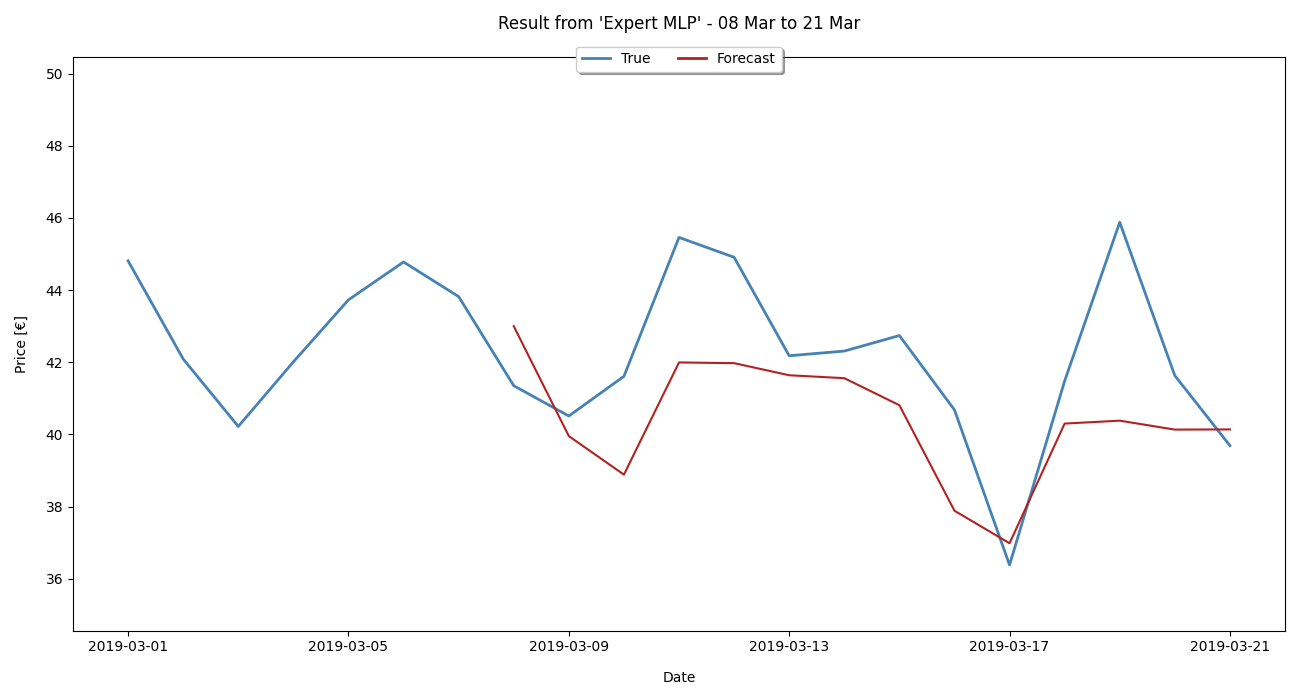 Result from 'Expert MLP' - 08 Mar to 21 Mar
True Forecast
Price [€]
50
48
46
44
42
40
38
36
2019-03-01 2019-03-05 2019-03-09 2019-03-13 2019-03-17 2019-03-21
Date